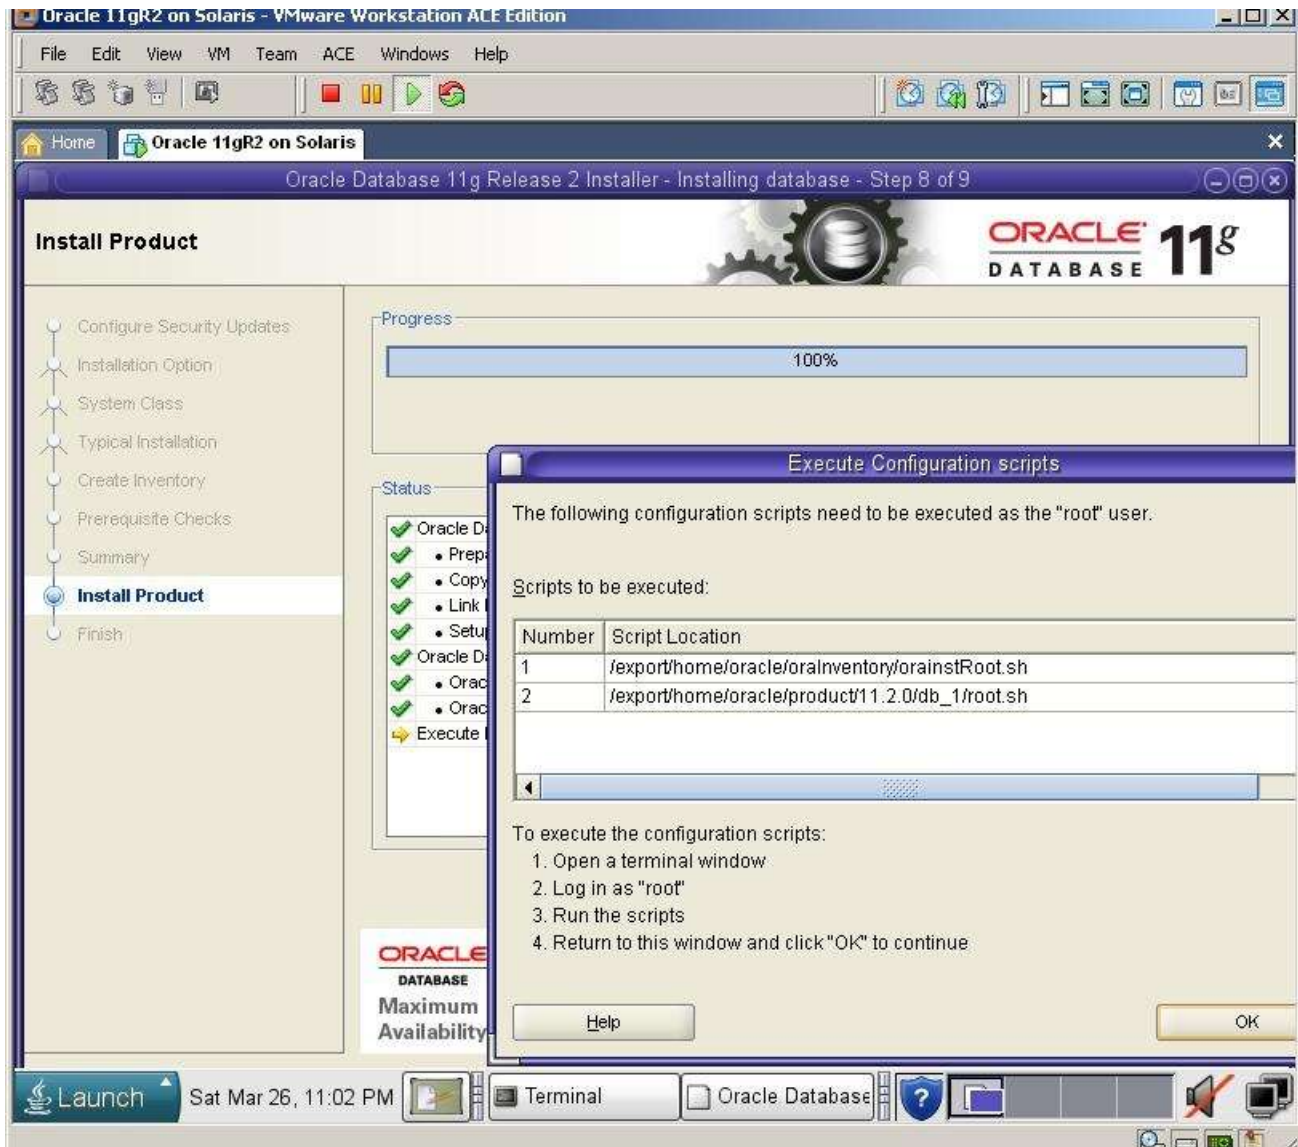 Oracle 11gR2 on Solaris - VMware Workstation ACE Edition
File Edit View VM Team ACE Windows Help
Home Oracle 11gR2 on Solaris
Oracle Database 11g Release 2 Installer - Installing database - Step 8 of 9
Install Product
ORACLE
DATABASE
11g
Configure Security Updates
Installation Option
System Class
Typical Installation
Create Inventory
Prerequisite Checks
Summary
Install Product
Finish
Progress
100%
Status
Oracle D
• Prep
• Copy
• Link
• Setu
Oracle D
• Orac
• Orac
Execute
Execute Configuration scripts
The following configuration scripts need to be executed as the "root" user.
Scripts to be executed:
Number Script Location
1 /export/home/oracle/oraInventory/orainstRoot.sh
2 /export/home/oracle/product/11.2.0/db_1/root.sh
To execute the configuration scripts:
1. Open a terminal window
2. Log in as "root"
3. Run the scripts
4. Return to this window and click "OK" to continue
Help OK
ORACLE
DATABASE
Maximum
Availability
Launch Sat Mar 26, 11:02 PM Terminal Oracle Database